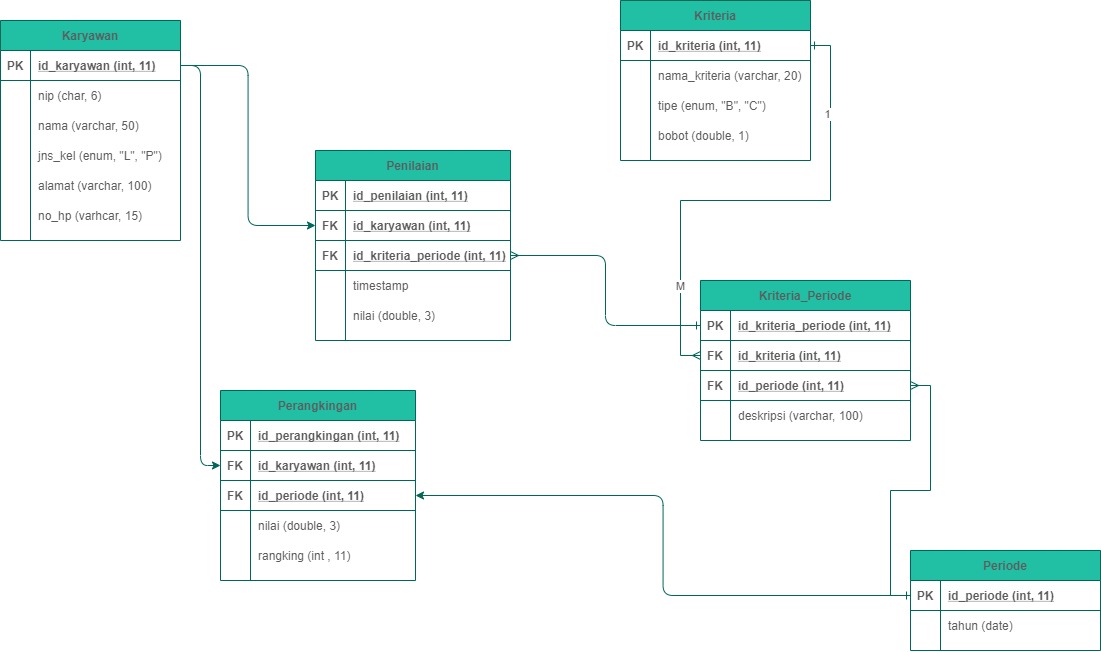 Karyawan
PK id_karyawan (int, 11)
nip (char, 6)
nama (varchar, 50)
jns_kel (enum, "L", "P")
alamat (varchar, 100)
no_hp (varhcar, 15)
Kriteria
PK id_kriteria (int, 11)
nama_kriteria (varchar, 20)
tipe (enum, "B", "C")
bobot (double, 1)
1
M
Penilaian
PK id_penilaian (int, 11)
FK id_karyawan (int, 11)
FK id_kriteria_periode (int, 11)
timestamp
nilai (double, 3)
Kriteria_Periode
PK id_kriteria_periode (int, 11)
FK id_kriteria (int, 11)
FK id_periode (int, 11)
deskripsi (varchar, 100)
Perangkingan
PK id_perangkingan (int, 11)
FK id_karyawan (int, 11)
FK id_periode (int, 11)
nilai (double, 3)
rangking (int , 11)
Periode
PK id_periode (int, 11)
tahun (date)